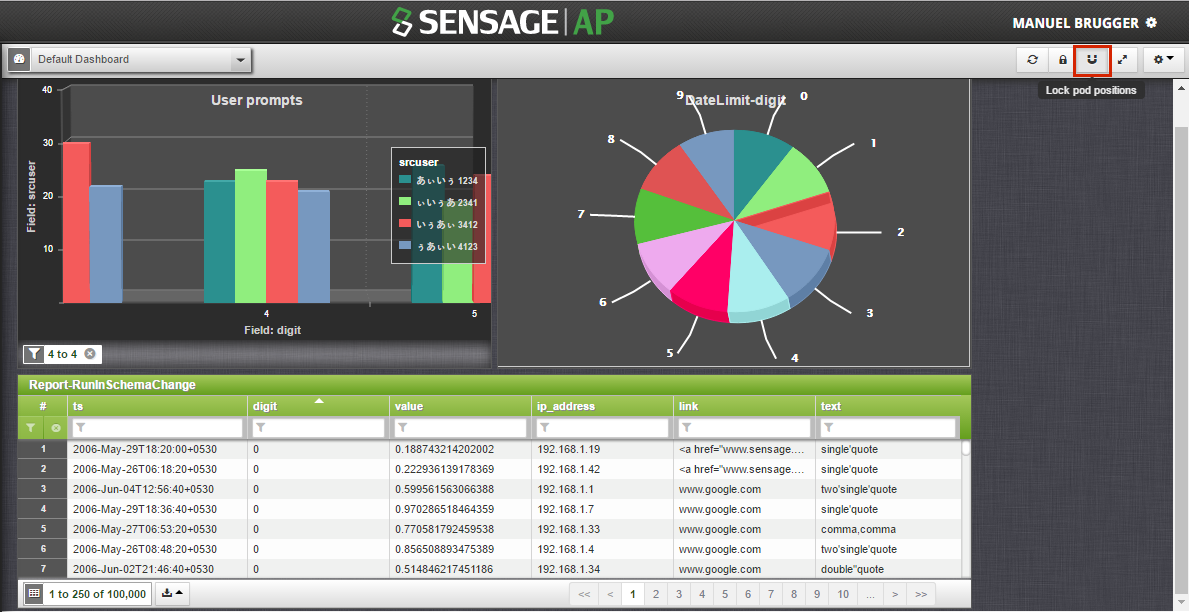 SENSAGE AP
MANUEL BRUGGER
Default Dashboard
Lock pod positions
User prompts
40
30
20
10
Field: srcuser
4
5
Field: digit
srcuser
あぃいぅ 1234
ぃいぅあ 2341
いぅあぃ 3412
ぅあぃい 4123
4 to 4
DateLimit-digit
0
1
2
3
4
5
6
7
8
9
Report-RunInSchemaChange
# ts digit value ip_address link text
1 2006-May-29T18:20:00+0530 0 0.188743214202002 192.168.1.19 <a href="www.sensage.... single'quote
2 2006-May-26T06:18:20+0530 0 0.222936139178369 192.168.1.42 <a href="www.sensage.... single'quote
3 2006-Jun-04T12:56:40+0530 0 0.599561563066388 192.168.1.1 www.google.com two'single'quote
4 2006-May-29T18:36:40+0530 0 0.970286518464359 192.168.1.7 www.google.com single'quote
5 2006-May-27T06:53:20+0530 0 0.770581792459538 192.168.1.33 www.google.com comma,comma
6 2006-May-26T08:48:20+0530 0 0.856508893475389 192.168.1.4 www.google.com two'single'quote
7 2006-Jun-02T21:46:40+0530 0 0.514846217451186 192.168.1.34 www.google.com double"quote
1 to 250 of 100,000
<< < 1 2 3 4 5 6 7 8 9 10 ... > >>